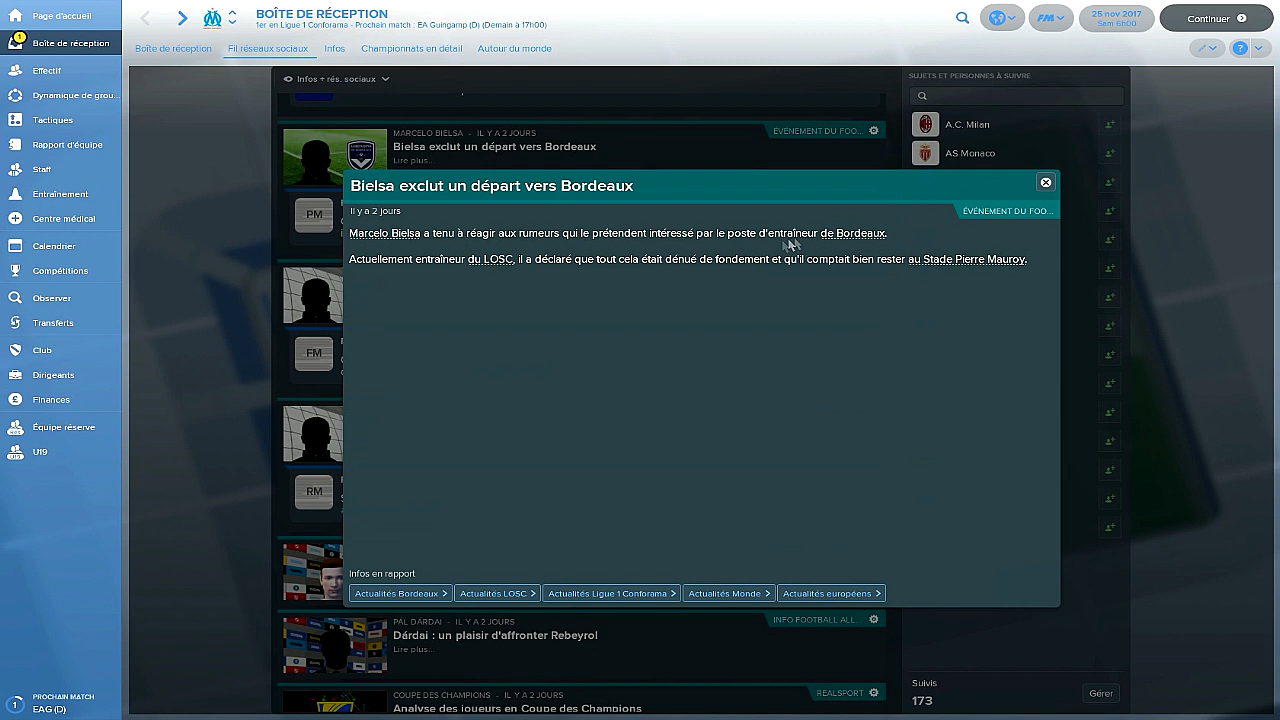 BOÎTE DE RÉCEPTION
1er en Ligue 1 Conforama - Prochain match : EA Guingamp (D) (Demain à 17h00)
FM
25 nov 2017
Sam 6h00
Continuer
Boîte de réception
Fil réseaux sociaux
Infos
Championnats en détail
Autour du monde
?
Page d'accueil
1
Boîte de réception
Effectif
Dynamique de grou...
Tactiques
Rapport d'équipe
Staff
Entraînement
Centre médical
Calendrier
Compétitions
Observer
Transferts
Club
Dirigeants
Finances
Équipe réserve
U19
PROCHAIN MATCH
1
EAG (D)
Infos + rés. sociaux
MARCELO BIELSA - IL Y A 2 JOURS
ÉVÉNEMENT DU FOO...
Bielsa exclut un départ vers Bordeaux
Lire plus...
PM
FM
RM
Bielsa exclut un départ vers Bordeaux
Il y a 2 jours
ÉVÉNEMENT DU FOO...
Marcelo Bielsa a tenu à réagir aux rumeurs qui le prétendent intéressé par le poste d'entraîneur de Bordeaux.
Actuellement entraîneur du LOSC, il a déclaré que tout cela était dénué de fondement et qu'il comptait bien rester au Stade Pierre Mauroy.
Infos en rapport
Actualités Bordeaux >
Actualités LOSC >
Actualités Ligue 1 Conforama >
Actualités Monde >
Actualités européens >
PAL DÁRDAI - IL Y A 2 JOURS
INFO FOOTBALL ALL...
Dárdai : un plaisir d'affronter Rebeyrol
Lire plus...
COUPE DES CHAMPIONS - IL Y A 2 JOURS
REALSPORT
Analyse des joueurs en Coupe des Champions
SUJETS ET PERSONNES À SUIVRE
A.C. Milan
AS Monaco
Suivis
173
Gérer